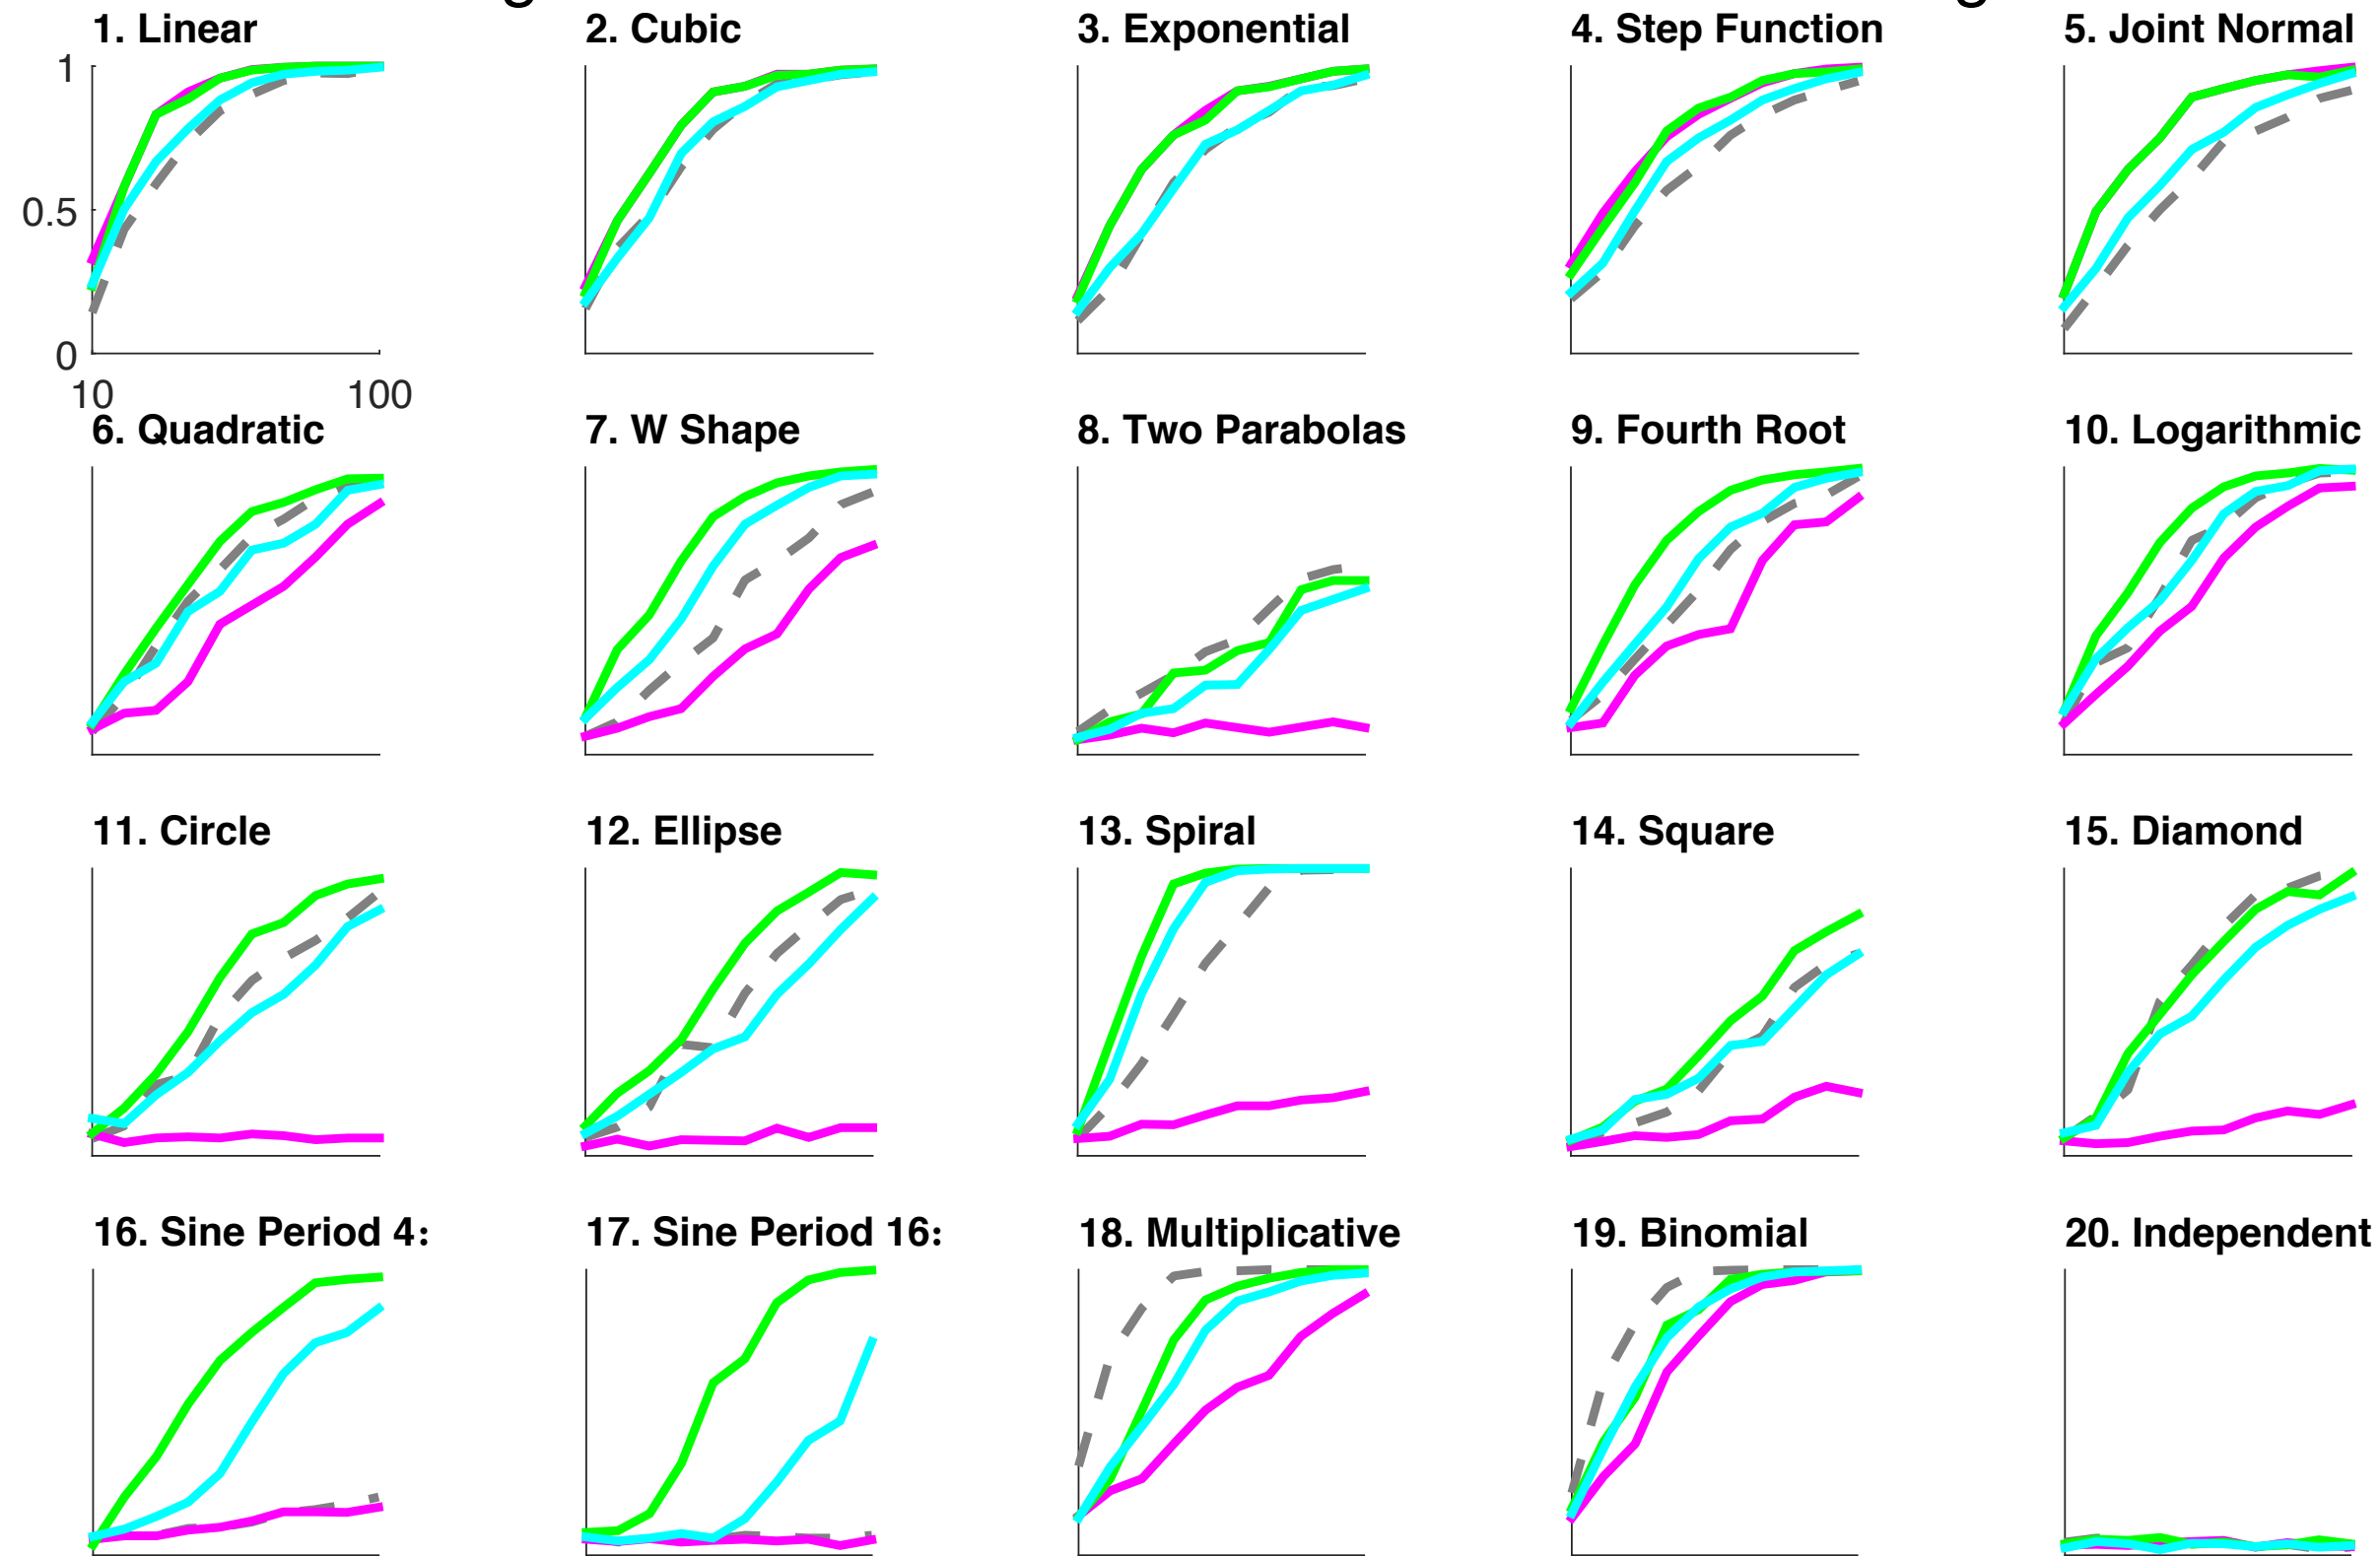 1. Linear
2. Cubic
3. Exponential
4. Step Function
5. Joint Normal
1
0.5
0
10
100
6. Quadratic
7. W Shape
8. Two Parabolas
9. Fourth Root
10. Logarithmic
11. Circle
12. Ellipse
13. Spiral
14. Square
15. Diamond
16. Sine Period 4:
17. Sine Period 16:
18. Multiplicative
19. Binomial
20. Independent